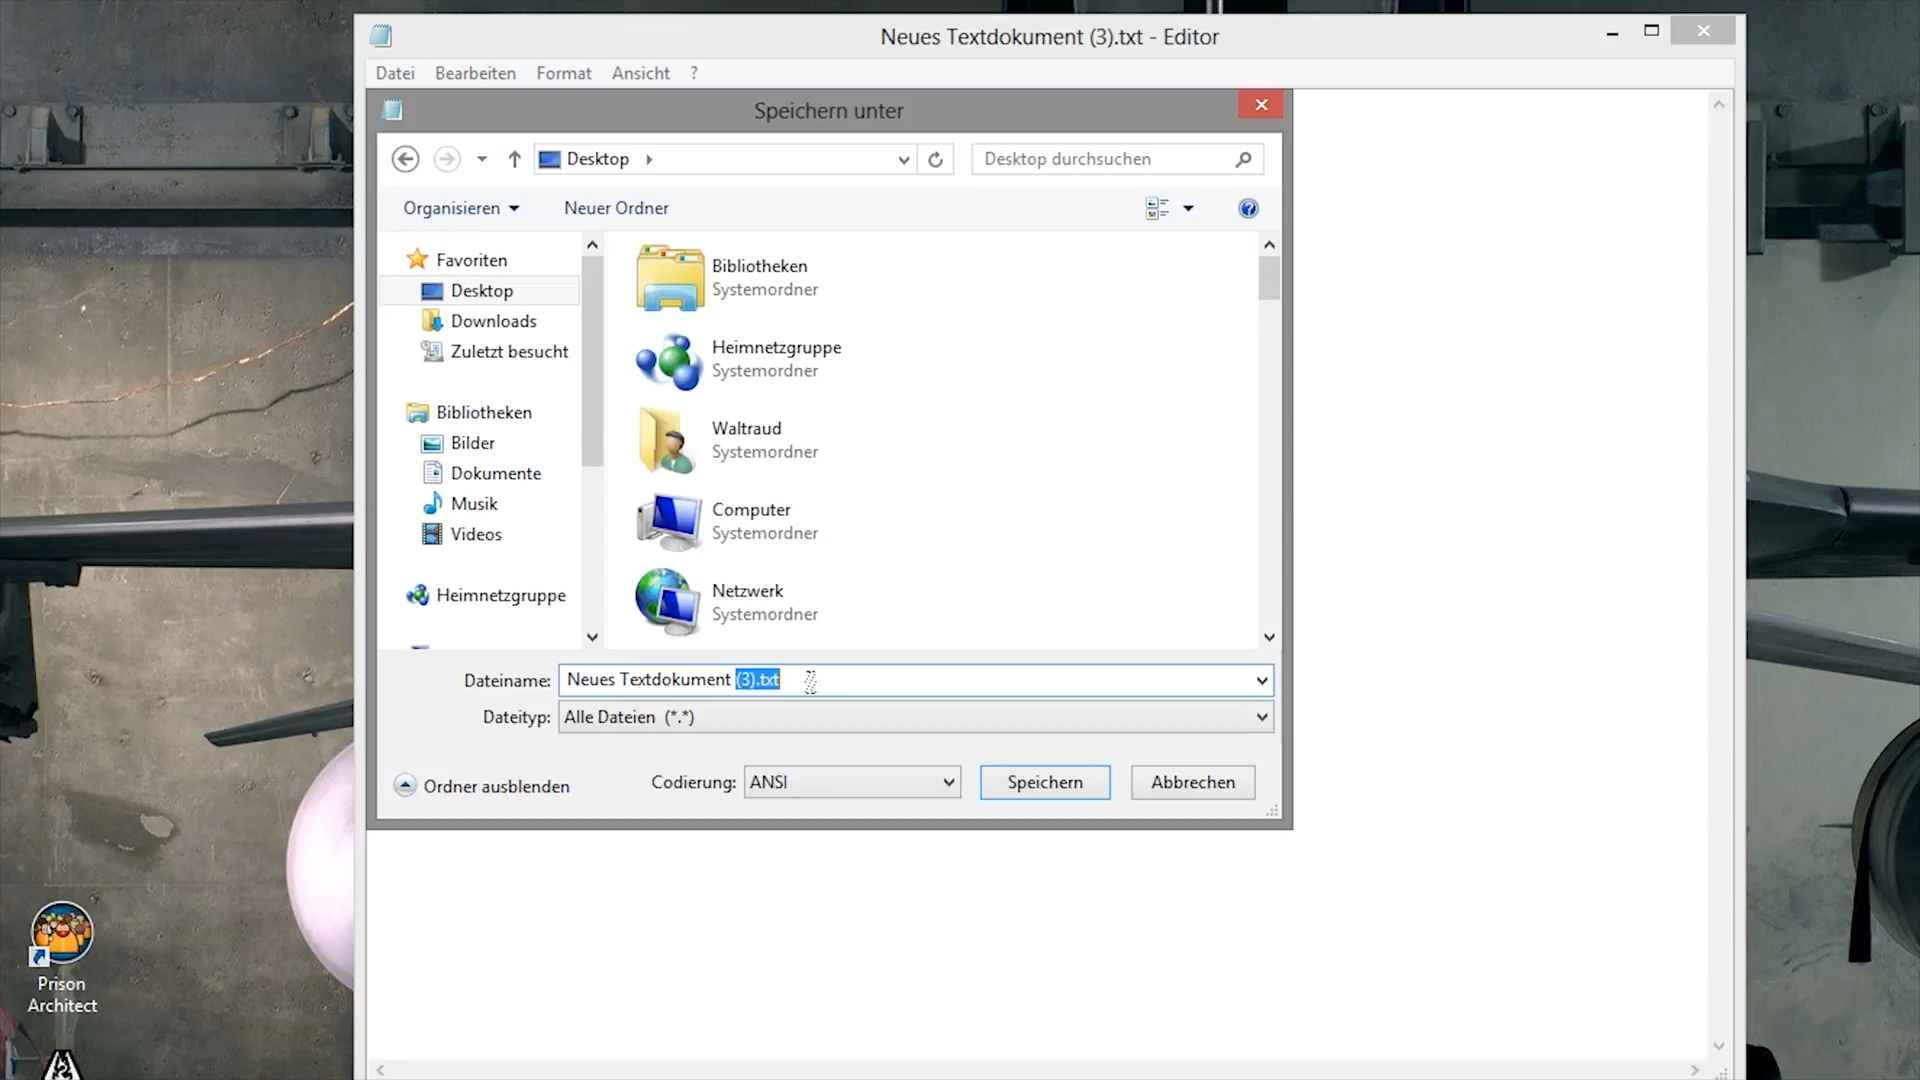 Neues Textdokument (3).txt - Editor
Datei Bearbeiten Format Ansicht ?
Speichern unter
Desktop
Desktop durchsuchen
Organisieren Neuer Ordner
Favoriten
Desktop
Downloads
Zuletzt besucht
Bibliotheken
Bilder
Dokumente
Musik
Videos
Heimnetzgruppe
Bibliotheken
Systemordner
Heimnetzgruppe
Systemordner
Waltraud
Systemordner
Computer
Systemordner
Netzwerk
Systemordner
Dateiname: Neues Textdokument (3).txt
Dateityp: Alle Dateien (*.*)
Ordner ausblenden Codierung: ANSI Speichern Abbrechen
Prison
Architect